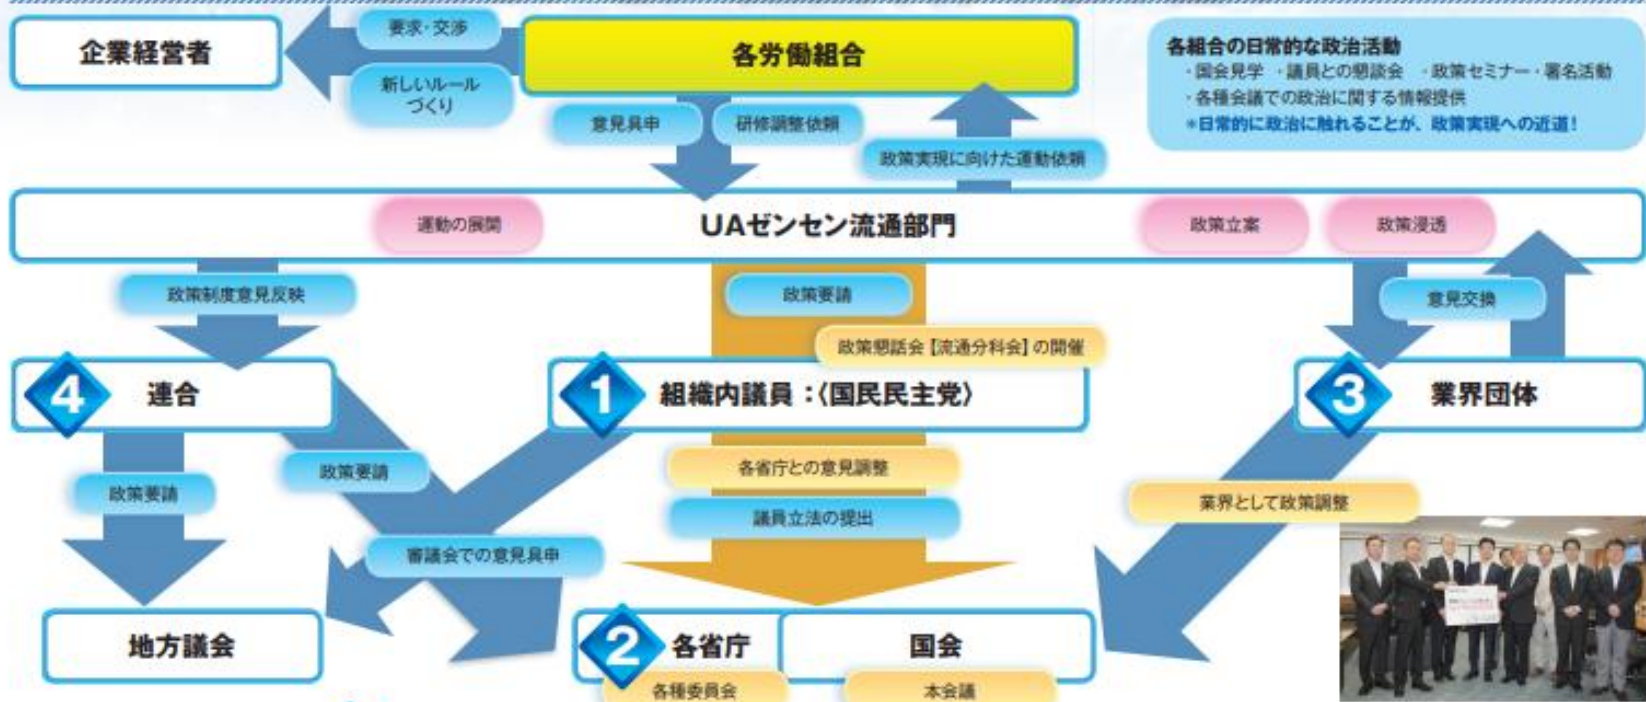 企業経営者
要求・交渉
新しいルール
づくり
各労働組合
各組合の日常的な政治活動
・国会見学 ・議員との懇談会 ・政策セミナー・署名活動
・各種会議での政治に関する情報提供
*日常的に政治に触れることが、政策実現への近道!
意見具申
研修調整依頼
政策実現に向けた運動依頼
運動の展開
UAゼンセン流通部門
政策立案
政策浸透
政策制度意見反映
政策要請
意見交換
政策懇話会【流通分科会】の開催
4 連合
1 組織内議員:〈国民民主党〉
3 業界団体
政策要請
政策要請
各省庁との意見調整
議員立法の提出
業界として政策調整
審議会での意見具申
地方議会
2 各省庁
国会
各種委員会
本会議